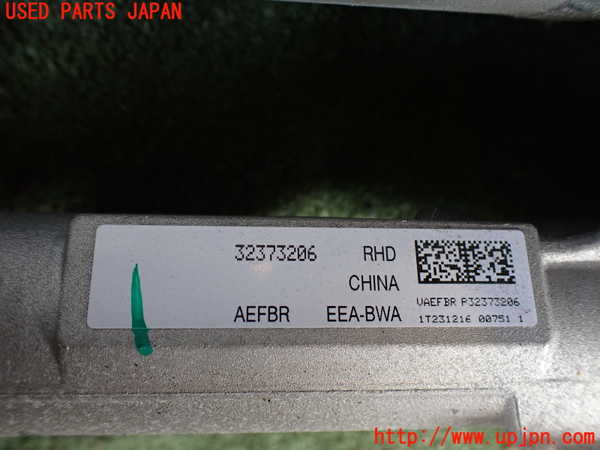 USED PARTS JAPAN
32373206 RHD
CHINA
AEFBR EEA-BWA
VAEFBR P32373206
1T231216 00751 1
http://www.upjpn.com/